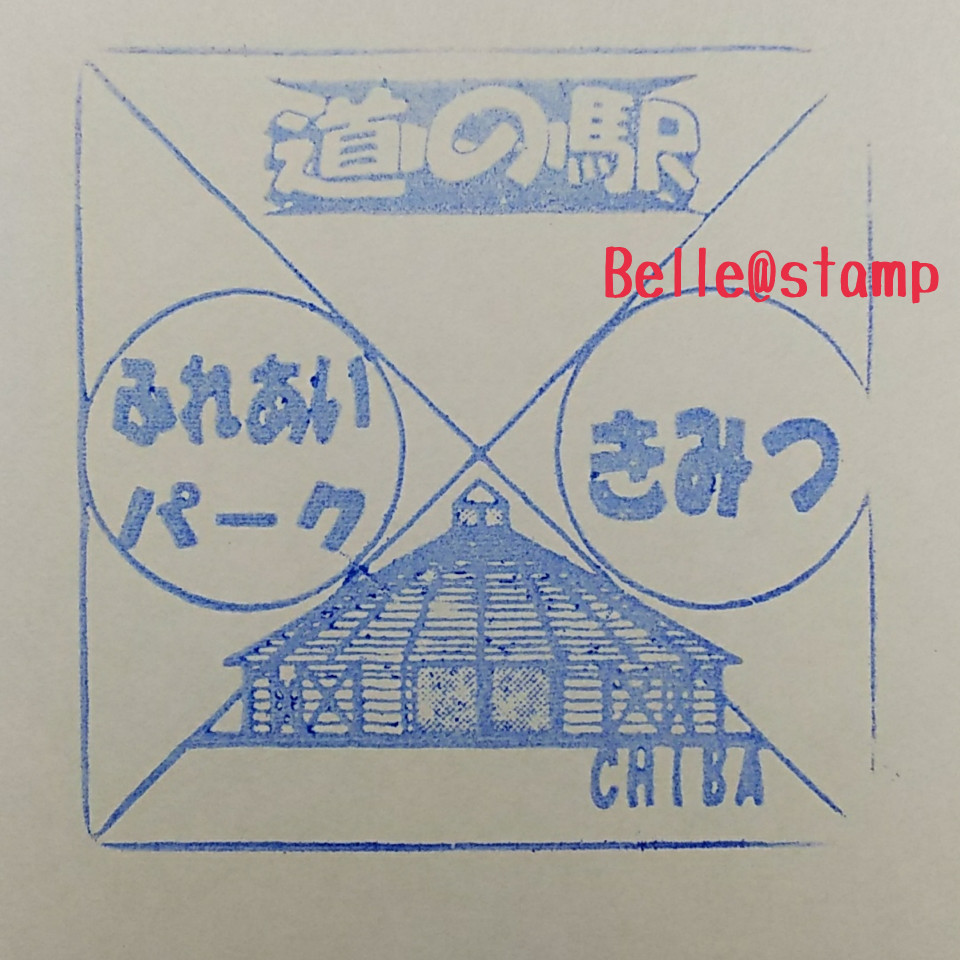 道の駅
Belle@stamp
ふれあい
パーク
きみつ
CHIBA